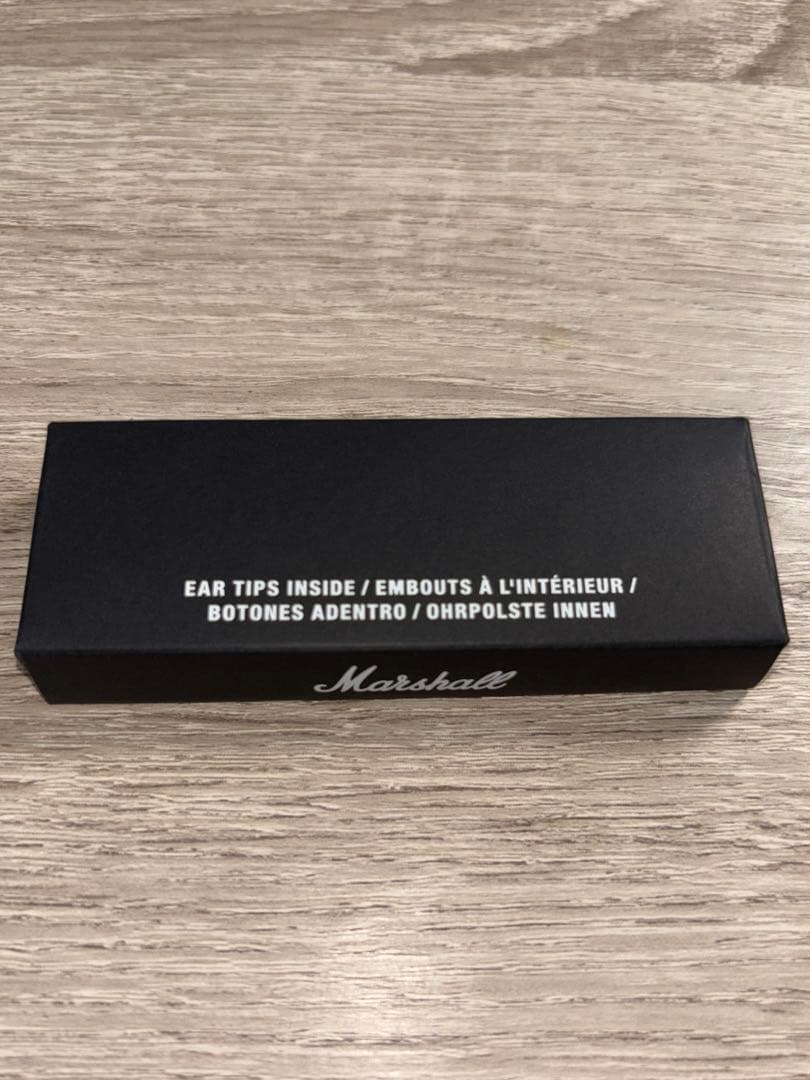 EAR TIPS INSIDE / EMBOUTS À L'INTÉRIEUR /
BOTONES ADENTRO / OHRPOLSTE INNEN
Marshall